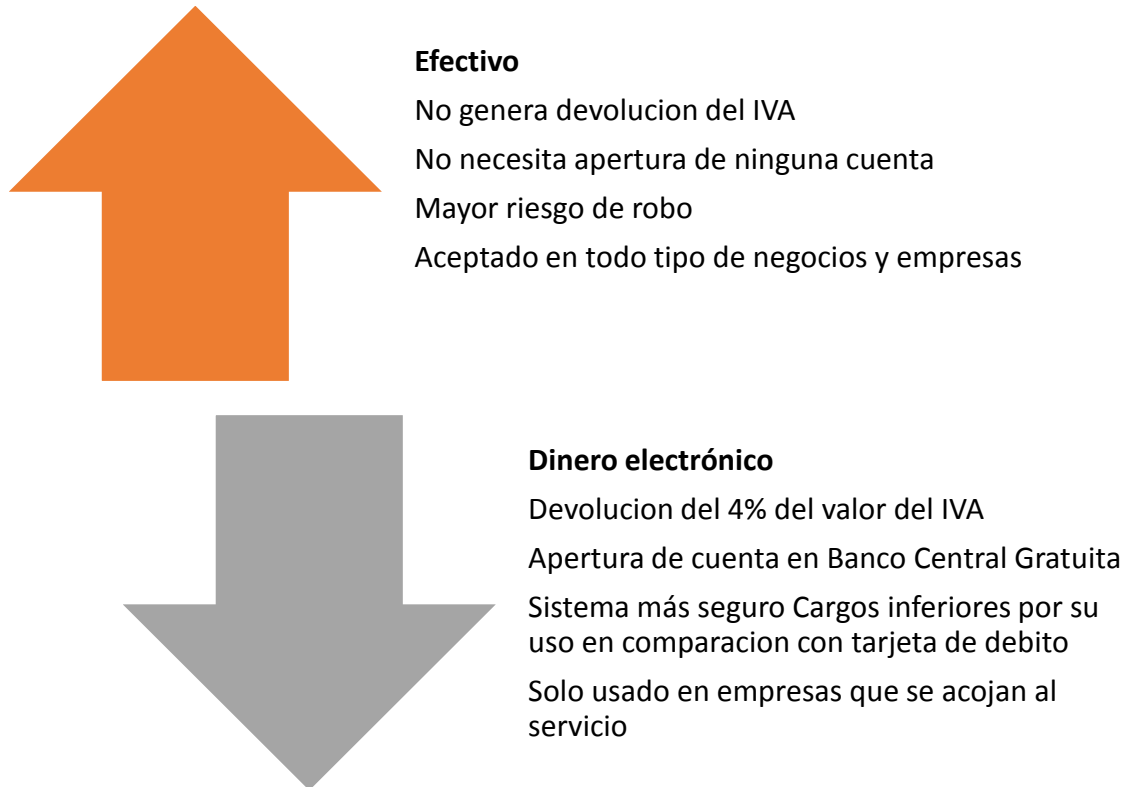 Efectivo
No genera devolucion del IVA
No necesita apertura de ninguna cuenta
Mayor riesgo de robo
Aceptado en todo tipo de negocios y empresas
Dinero electrónico
Devolucion del 4% del valor del IVA
Apertura de cuenta en Banco Central Gratuita
Sistema más seguro Cargos inferiores por su
uso en comparacion con tarjeta de debito
Solo usado en empresas que se acojan al
servicio